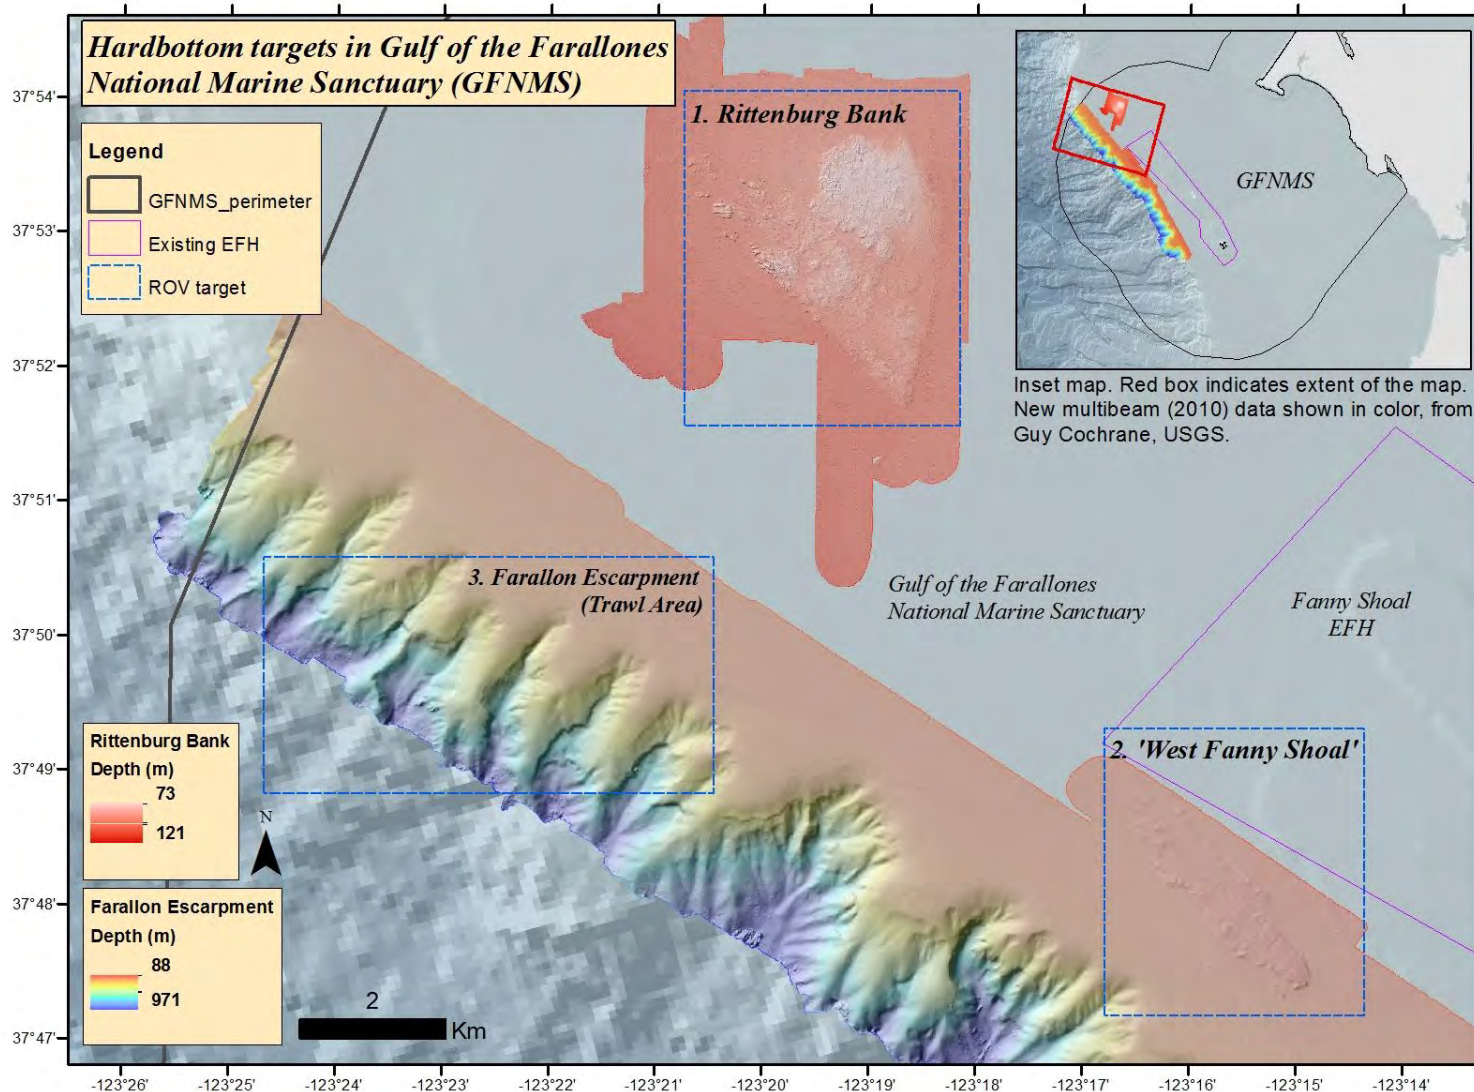 Hardbottom targets in Gulf of the Farallones
National Marine Sanctuary (GFNMS)
Legend
GFNMS_perimeter
Existing EFH
ROV target
1. Rittenburg Bank
GFNMS
Inset map. Red box indicates extent of the map.
New multibeam (2010) data shown in color, from
Guy Cochrane, USGS.
3. Farallon Escarpment
(Trawl Area)
Gulf of the Farallones
National Marine Sanctuary
Fanny Shoal
EFH
2. 'West Fanny Shoal'
Rittenburg Bank
Depth (m)
73
121
N
Farallon Escarpment
Depth (m)
88
971
2
Km
37°54'
37°53'
37°52'
37°51'
37°50'
37°49'
37°48'
37°47'
-123°26'
-123°25'
-123°24'
-123°23'
-123°22'
-123°21'
-123°20'
-123°19'
-123°18'
-123°17'
-123°16'
-123°15'
-123°14'